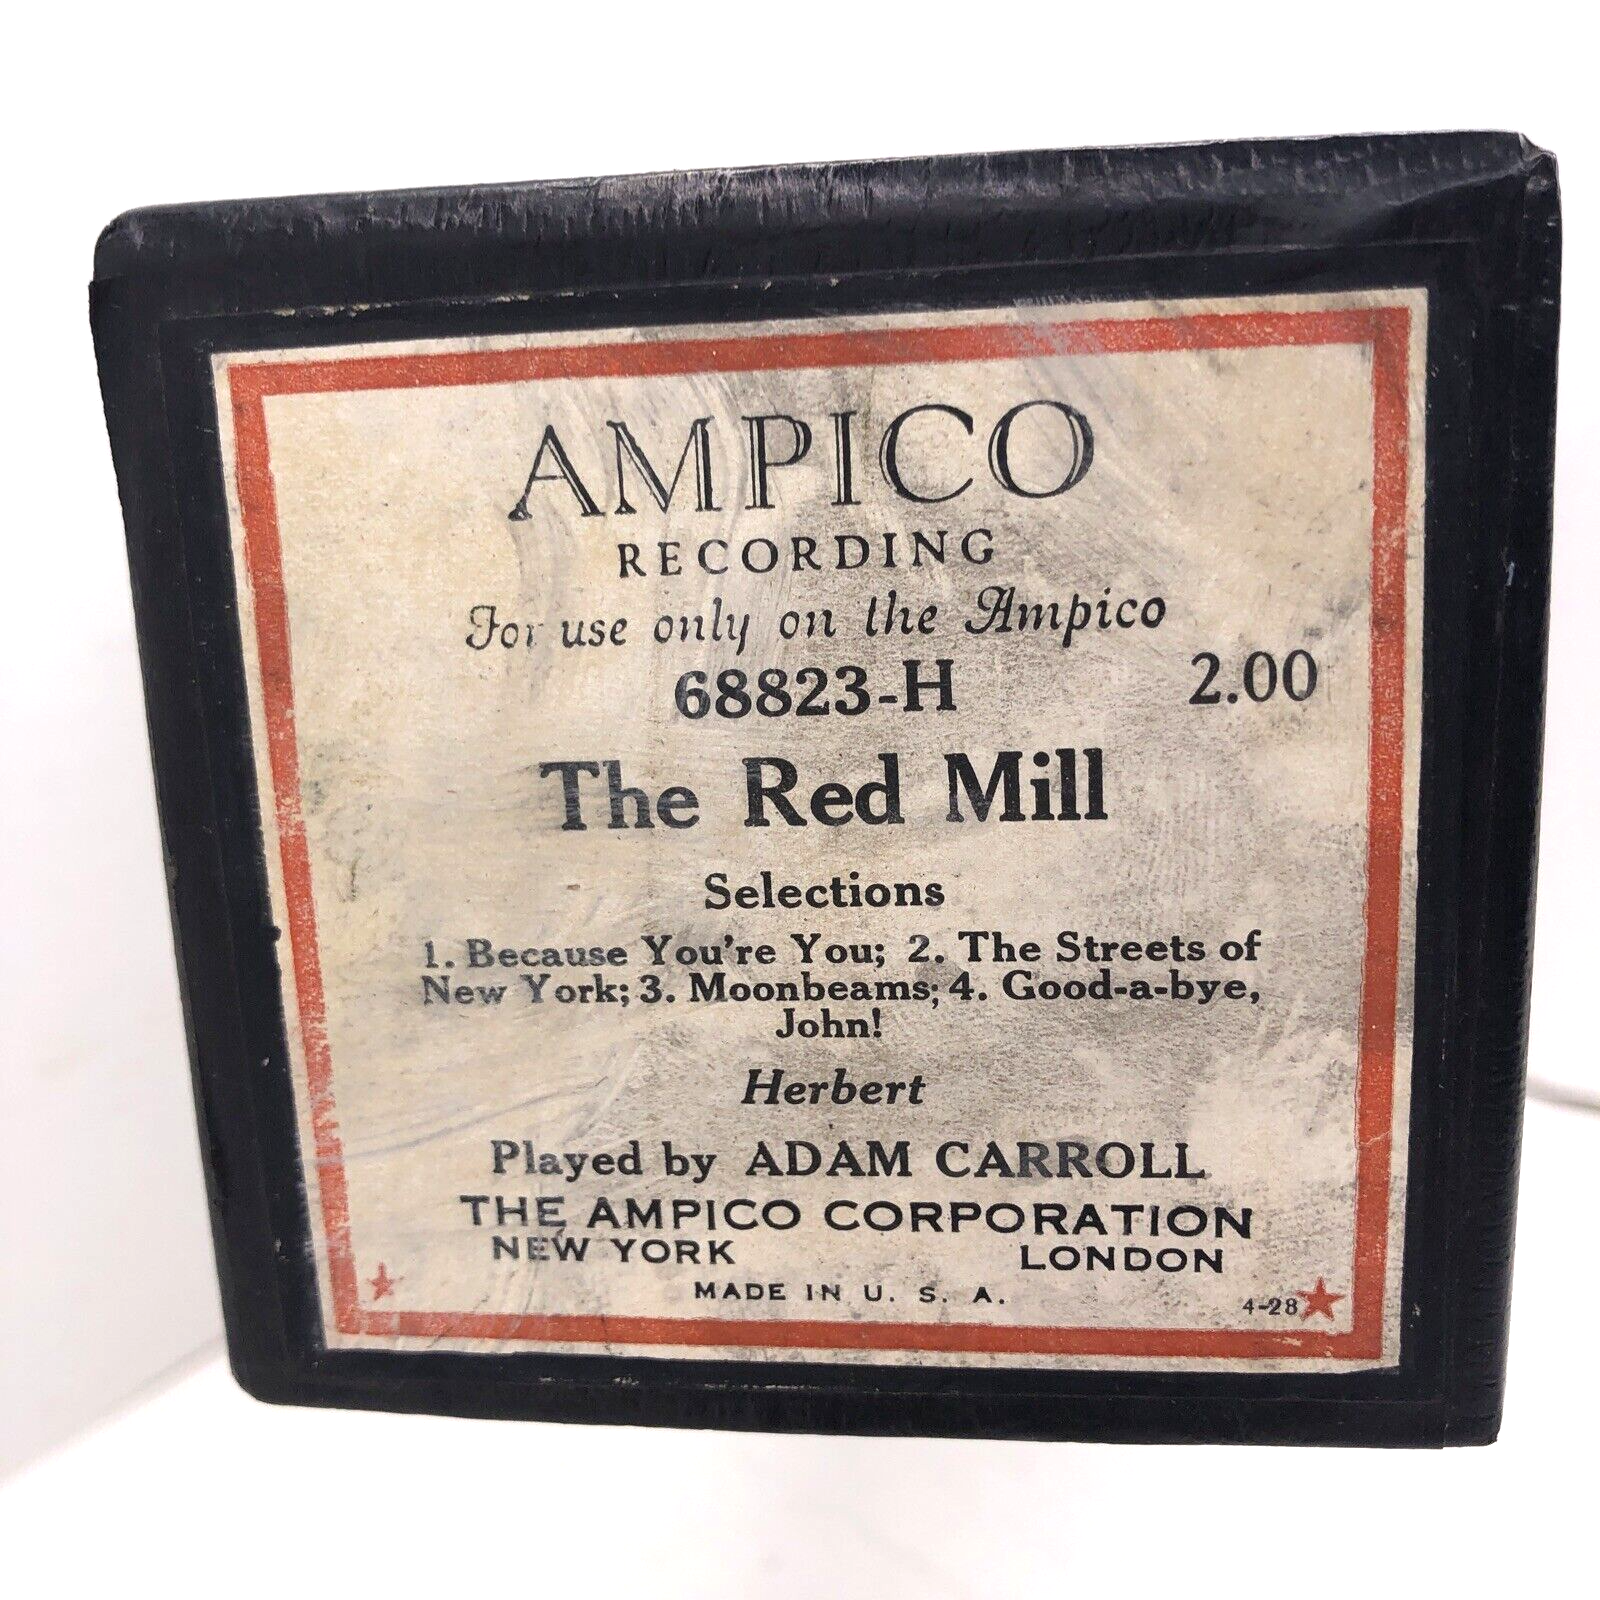 AMPICO
RECORDING
For use only on the Ampico
68823-H 2.00
The Red Mill
Selections
1. Because You're You; 2. The Streets of
New York; 3. Moonbeams; 4. Good-a-bye,
John!
Herbert
Played by ADAM CARROLL
THE AMPICO CORPORATION
NEW YORK LONDON
MADE IN U. S. A.
4-28